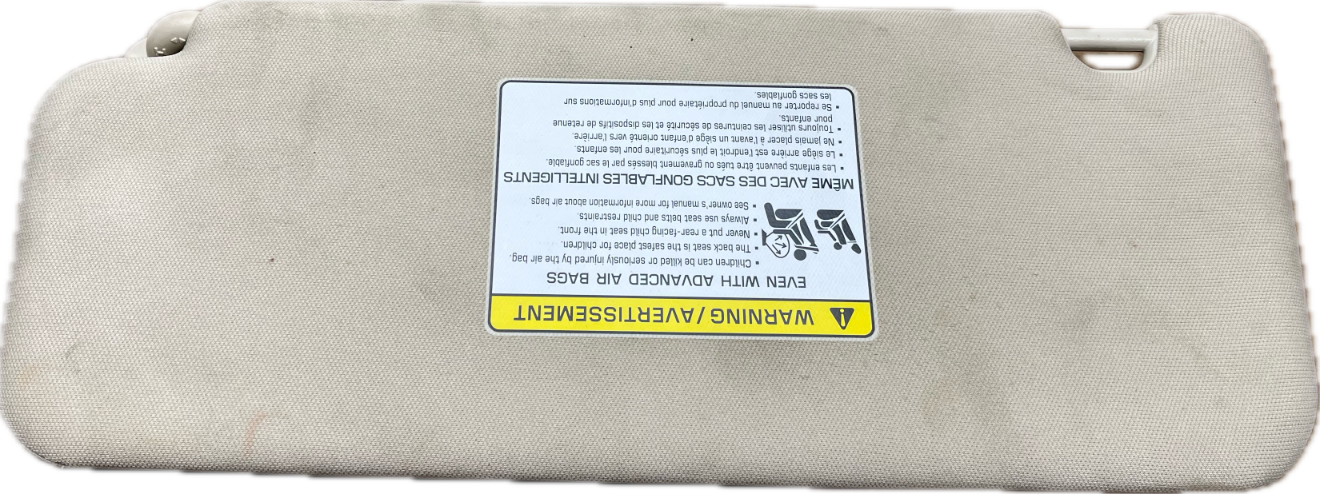 WARNING / AVERTISSEMENT
EVEN WITH ADVANCED AIR BAGS
• Children can be killed or seriously injured by the air bag.
• The back seat is the safest place for children.
• Never put a rear-facing child seat in the front.
• Always use seat belts and child restraints.
• See owner's manual for more information about air bags.
MÊME AVEC DES SACS GONFLABLES INTELLIGENTS
• Les enfants peuvent être tués ou gravement blessés par le sac gonflable.
• Le siège arrière est l'endroit le plus sécuritaire pour les enfants.
• Ne jamais placer à l'avant un siège d'enfant orienté vers l'arrière.
• Toujours utiliser les ceintures de sécurité et les dispositifs de retenue
pour enfants.
• Se reporter au manuel du propriétaire pour plus d'informations sur
les sacs gonflables.